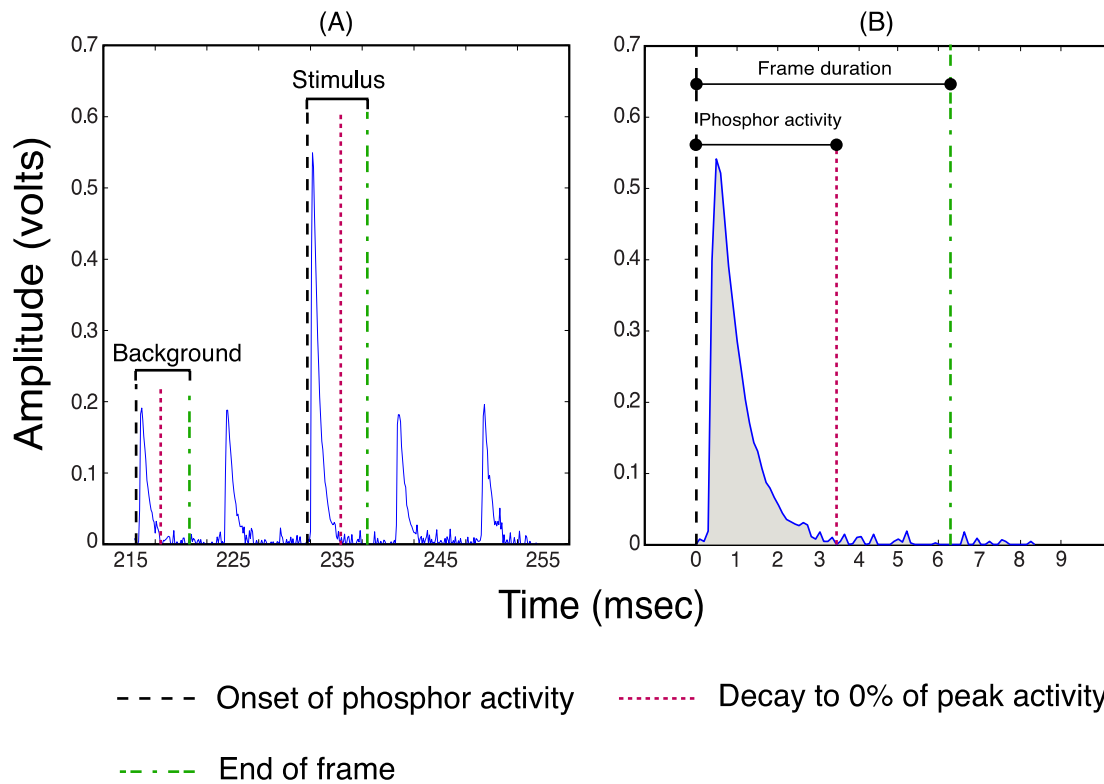 (A)
(B)
Amplitude (volts)
0.7
0.6
0.5
0.4
0.3
0.2
0.1
0
Stimulus
Background
215
225
235
245
255
0.7
0.6
0.5
0.4
0.3
0.2
0.1
0
Frame duration
Phosphor activity
0 1 2 3 4 5 6 7 8 9
Time (msec)
Onset of phosphor activity
Decay to 0% of peak activity
End of frame